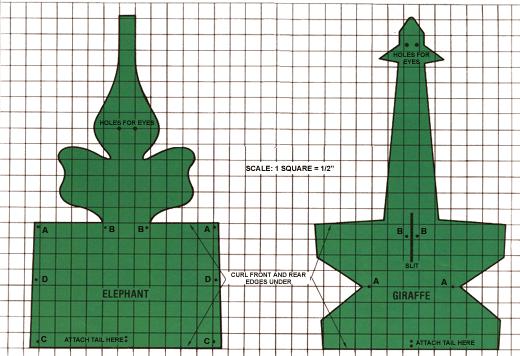 HOLES FOR EYES
HOLES FOR
EYES
SCALE: 1 SQUARE = 1/2"
A
B
B
A
B
B
SLIT
D
D
CURL FRONT AND REAR
EDGES UNDER
A
A
ELEPHANT
GIRAFFE
C
ATTACH TAIL HERE
C
ATTACH TAIL HERE